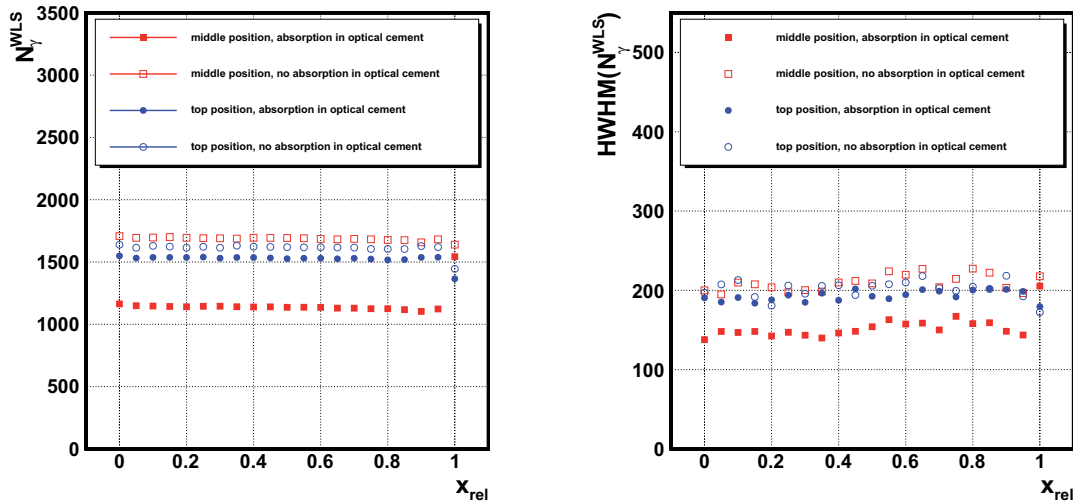 N_γ^WLS
3500
3000
2500
2000
1500
1000
500
0
middle position, absorption in optical cement
middle position, no absorption in optical cement
top position, absorption in optical cement
top position, no absorption in optical cement
0 0.2 0.4 0.6 0.8 1
x_rel
HWHM(N_γ^WLS)
500
400
300
200
100
0
middle position, absorption in optical cement
middle position, no absorption in optical cement
top position, absorption in optical cement
top position, no absorption in optical cement
0 0.2 0.4 0.6 0.8 1
x_rel